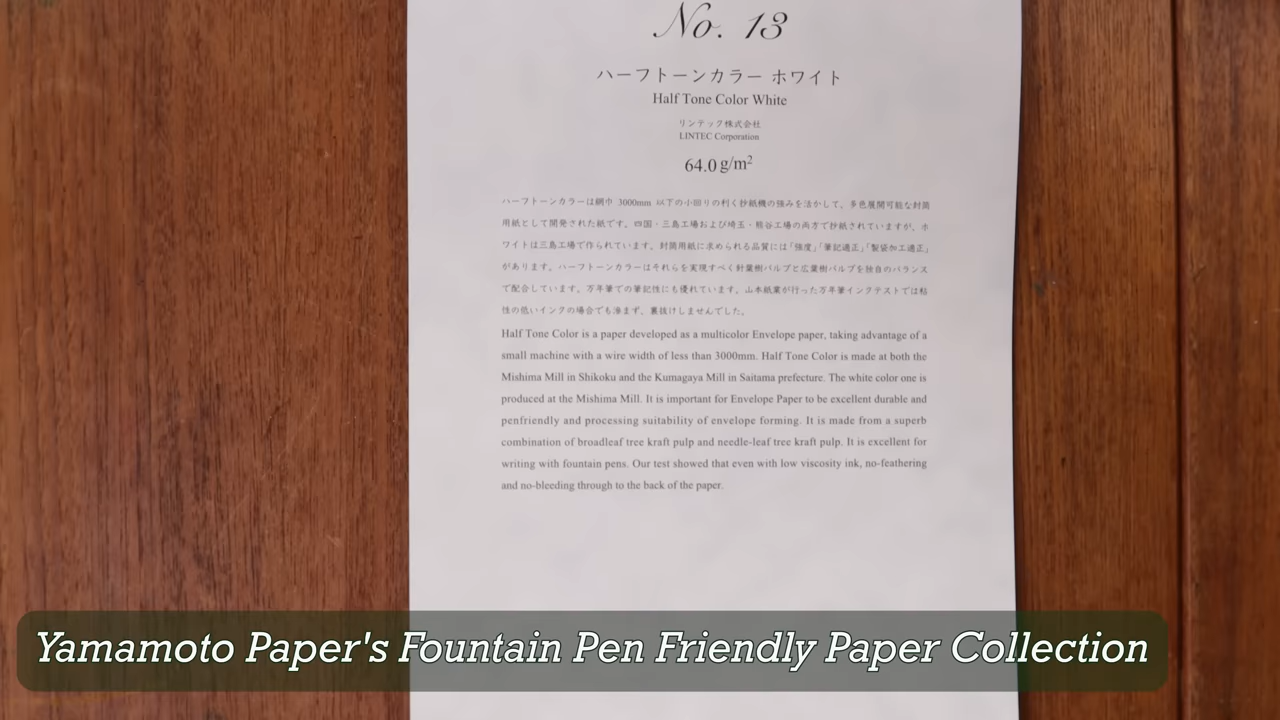 No. 13
ハーフトーンカラー ホワイト
Half Tone Color White
リンテック株式会社
LINTEC Corporation
64.0 g/m²
ハーフトーンカラーは網巾 3000mm 以下の小回りの利く抄紙機の強みを活かして、多色展開可能な封筒
用紙として開発された紙です。四国・三島工場および埼玉・熊谷工場の両方で抄紙されていますが、ホ
ワイトは三島工場で作られています。封筒用紙に求められる品質には「強度」「筆記適正」「製袋加工適正」
があります。ハーフトーンカラーはそれらを実現すべく針葉樹パルプと広葉樹パルプを独自のバランス
で配合しています。万年筆での筆記性にも優れています。山本紙業が行った万年筆インクテストでは粘
性の低いインクの場合でも滲まず、裏抜けしませんでした。
Half Tone Color is a paper developed as a multicolor Envelope paper, taking advantage of a
small machine with a wire width of less than 3000mm. Half Tone Color is made at both the
Mishima Mill in Shikoku and the Kumagaya Mill in Saitama prefecture. The white color one is
produced at the Mishima Mill. It is important for Envelope Paper to be excellent durable and
penfriendly and processing suitability of envelope forming. It is made from a superb
combination of broadleaf tree kraft pulp and needle-leaf tree kraft pulp. It is excellent for
writing with fountain pens. Our test showed that even with low viscosity ink, no-feathering
and no-bleeding through to the back of the paper.
Yamamoto Paper's Fountain Pen Friendly Paper Collection